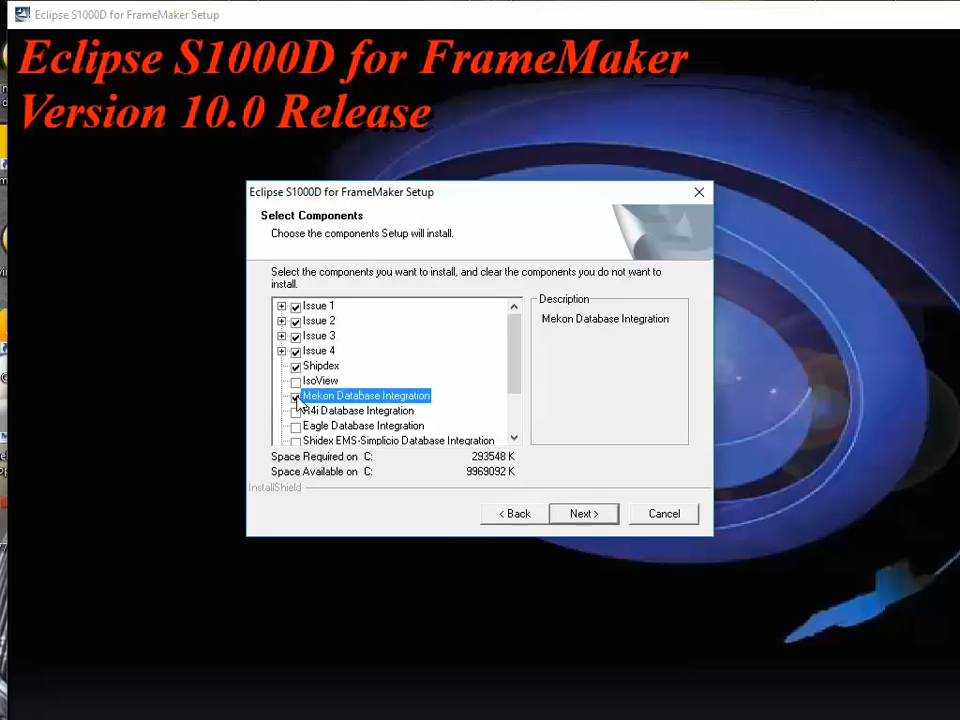 Eclipse S1000D for FrameMaker Setup
Eclipse S1000D for FrameMaker
Version 10.0 Release
Eclipse S1000D for FrameMaker Setup
Select Components
Choose the components Setup will install.
Select the components you want to install, and clear the components you do not want to
install.
Issue 1
Issue 2
Issue 3
Issue 4
Shipdex
IsoView
Mekon Database Integration
R4i Database Integration
Eagle Database Integration
Shidex EMS-Simplicio Database Integration
Description
Mekon Database Integration
Space Required on C: 293548 K
Space Available on C: 9969092 K
InstallShield
< Back
Next >
Cancel